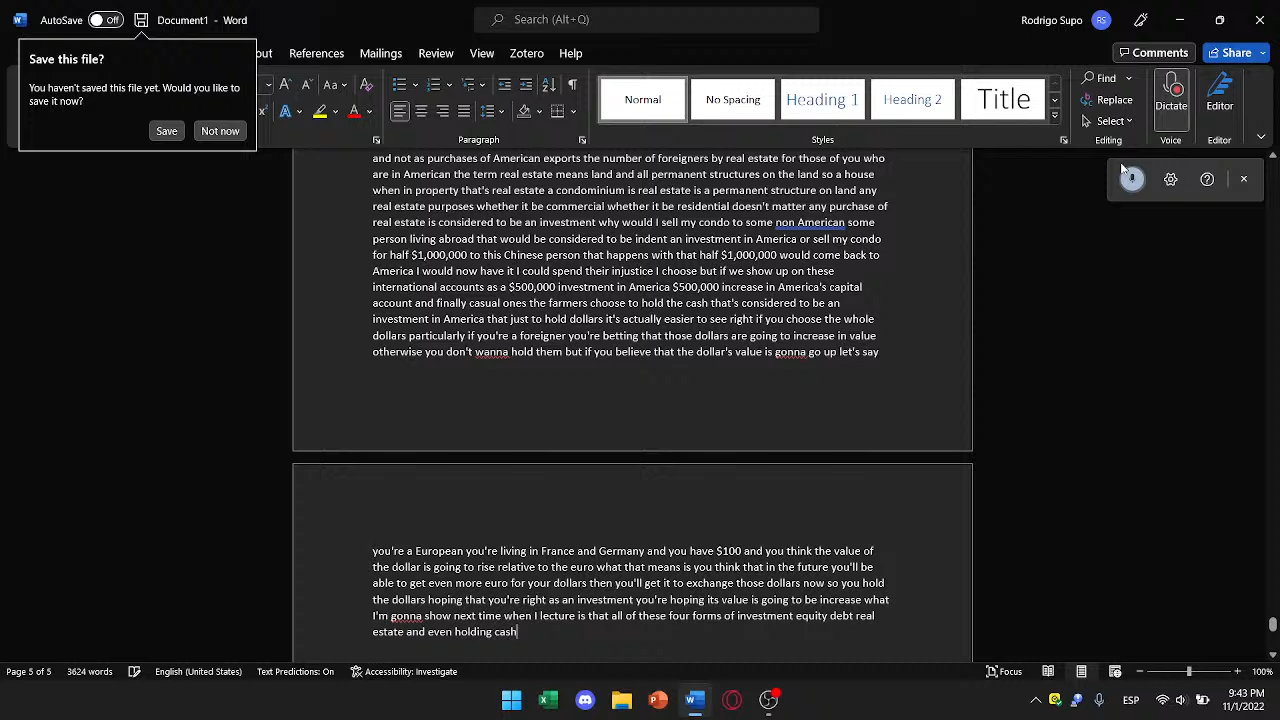 AutoSave Off Document1 - Word Search (Alt+Q) Rodrigo Supo RS
Save this file?
You haven't saved this file yet. Would you like to save it now?
Save Not now
out References Mailings Review View Zotero Help Comments Share
Normal No Spacing Heading 1 Heading 2 Title
Find
Replace
Select
Dictate
Editor
Paragraph Styles Editing Voice Editor
and not as purchases of American exports the number of foreigners by real estate for those of you who
are in American the term real estate means land and all permanent structures on the land so a house
when in property that's real estate a condominium is real estate is a permanent structure on land any
real estate purposes whether it be commercial whether it be residential doesn't matter any purchase of
real estate is considered to be an investment why would I sell my condo to some non American some
person living abroad that would be considered to be indent an investment in America or sell my condo
for half $1,000,000 to this Chinese person that happens with that half $1,000,000 would come back to
America I would now have it I could spend their injustice I choose but if we show up on these
international accounts as a $500,000 investment in America $500,000 increase in America's capital
account and finally casual ones the farmers choose to hold the cash that's considered to be an
investment in America that just to hold dollars it's actually easier to see right if you choose the whole
dollars particularly if you're a foreigner you're betting that those dollars are going to increase in value
otherwise you don't wanna hold them but if you believe that the dollar's value is gonna go up let's say
you're a European you're living in France and Germany and you have $100 and you think the value of
the dollar is going to rise relative to the euro what that means is you think that in the future you'll be
able to get even more euro for your dollars then you'll get it to exchange those dollars now so you hold
the dollars hoping that you're right as an investment you're hoping its value is going to be increase what
I'm gonna show next time when I lecture is that all of these four forms of investment equity debt real
estate and even holding cash
Page 5 of 5 3624 words English (United States) Text Predictions: On Accessibility: Investigate Focus 100%
ESP
9:43 PM
11/1/2022